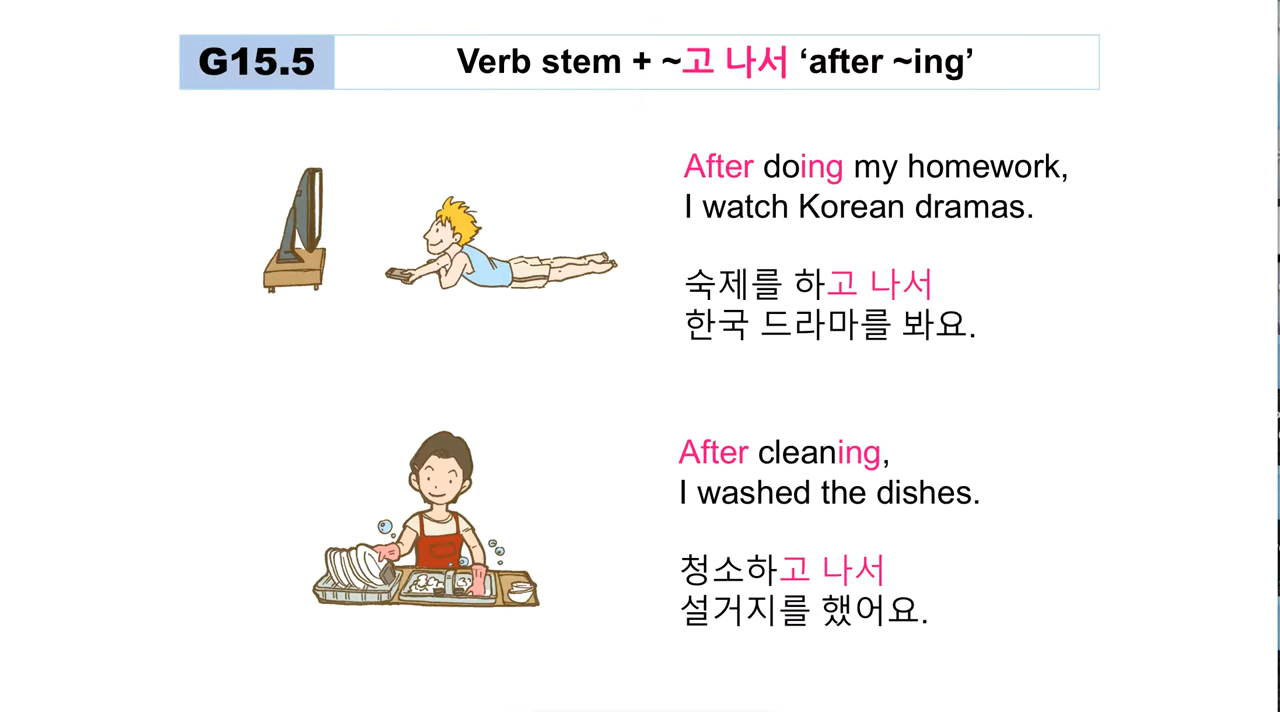 G15.5
Verb stem + ~고 나서 ‘after ~ing’
After doing my homework,
I watch Korean dramas.
숙제를 하고 나서
한국 드라마를 봐요.
After cleaning,
I washed the dishes.
청소하고 나서
설거지를 했어요.